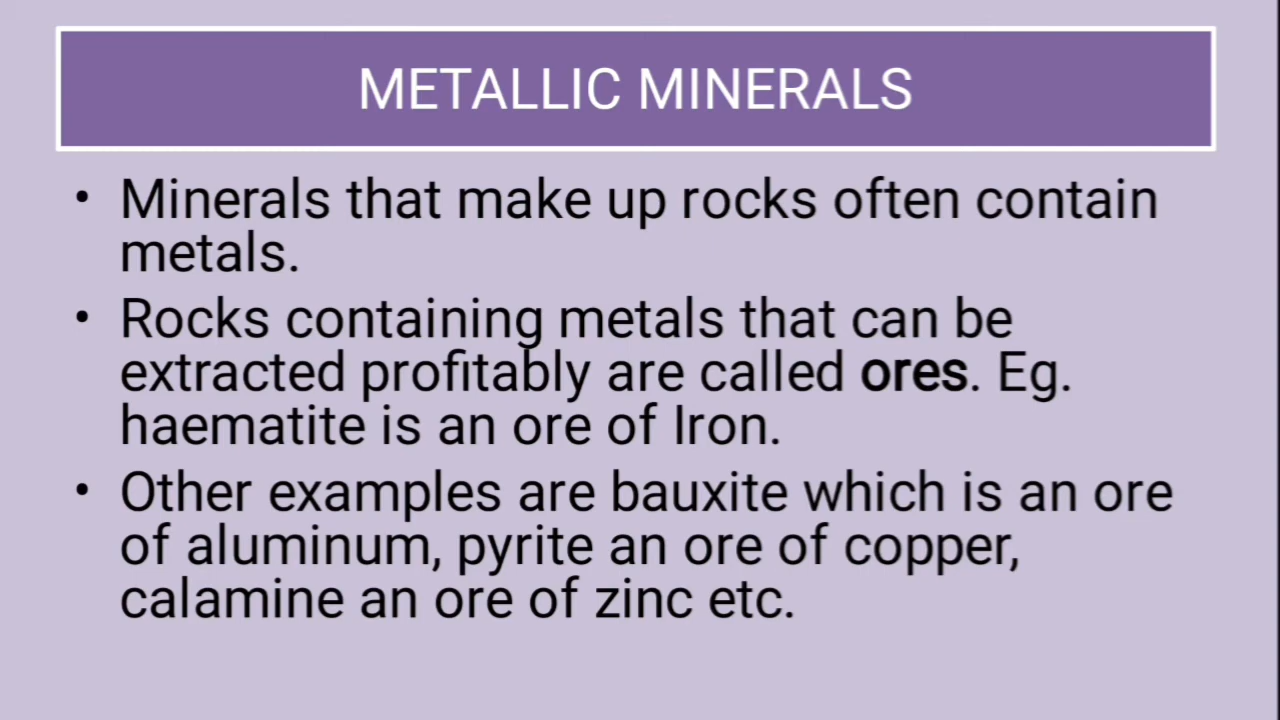 METALLIC MINERALS
• Minerals that make up rocks often contain
metals.
• Rocks containing metals that can be
extracted profitably are called ores. Eg.
haematite is an ore of Iron.
• Other examples are bauxite which is an ore
of aluminum, pyrite an ore of copper,
calamine an ore of zinc etc.